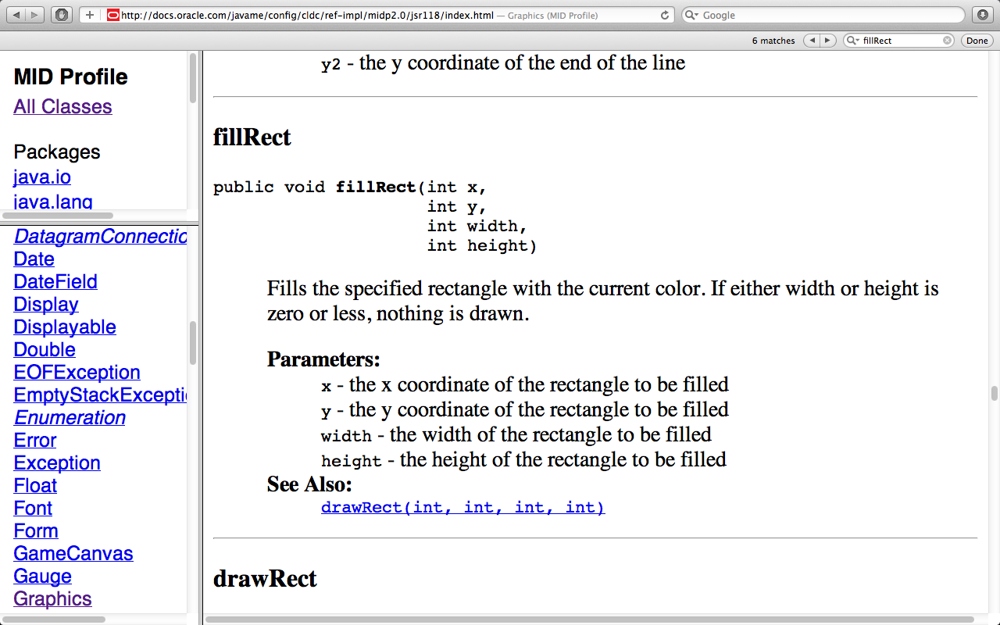 http://docs.oracle.com/javame/config/cldc/ref-impl/midp2.0/jsr118/index.html — Graphics (MID Profile)
Google
6 matches
fillRect
Done
MID Profile
All Classes
Packages
java.io
java.lang
DatagramConnectio
Date
DateField
Display
Displayable
Double
EOFException
EmptyStackExceptio
Enumeration
Error
Exception
Float
Font
Form
GameCanvas
Gauge
Graphics
y2 - the y coordinate of the end of the line
fillRect
public void fillRect(int x,
int y,
int width,
int height)
Fills the specified rectangle with the current color. If either width or height is
zero or less, nothing is drawn.
Parameters:
x - the x coordinate of the rectangle to be filled
y - the y coordinate of the rectangle to be filled
width - the width of the rectangle to be filled
height - the height of the rectangle to be filled
See Also:
drawRect(int, int, int, int)
drawRect